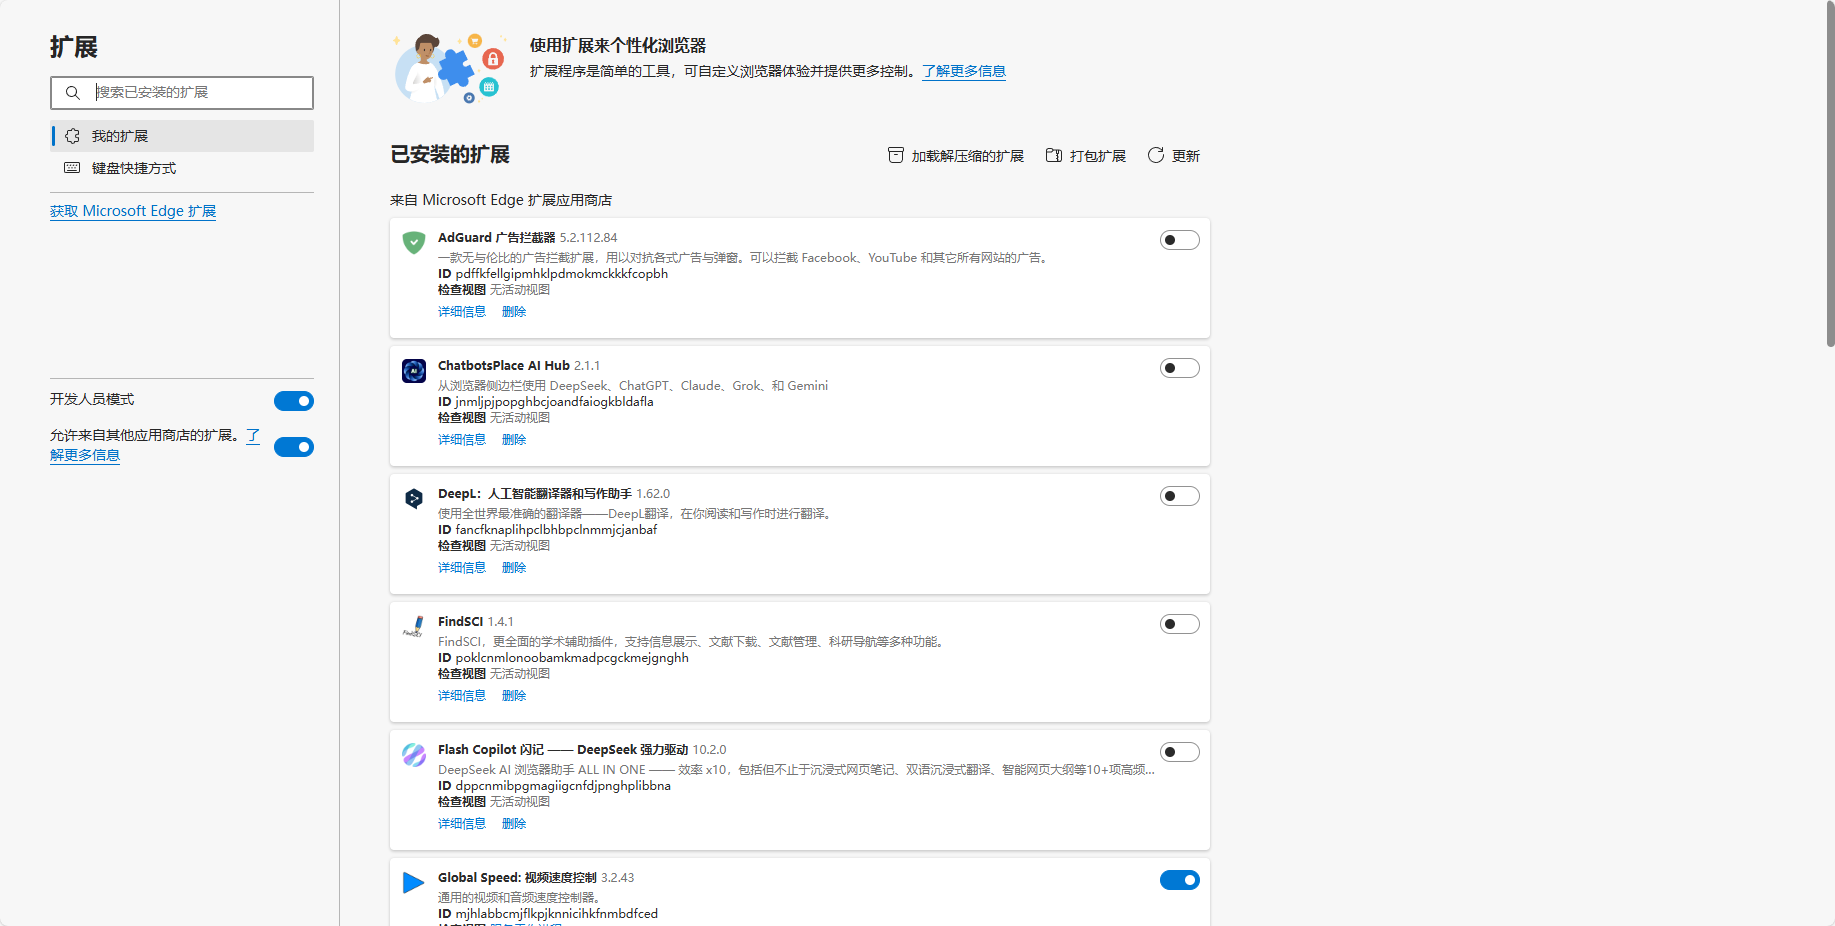 扩展
搜索已安装的扩展
我的扩展
键盘快捷方式
获取 Microsoft Edge 扩展
开发人员模式
允许来自其他应用商店的扩展。了
解更多信息
使用扩展来个性化浏览器
扩展程序是简单的工具，可自定义浏览器体验并提供更多控制。了解更多信息
已安装的扩展
加载解压缩的扩展 打包扩展 更新
来自 Microsoft Edge 扩展应用商店
AdGuard 广告拦截器 5.2.112.84
一款无与伦比的广告拦截扩展，用以对抗各式广告与弹窗。可以拦截 Facebook、YouTube 和其它所有网站的广告。
ID pdffkfellgipmhklpdmokmckkkfcopbh
检查视图 无活动视图
详细信息 删除
ChatbotsPlace AI Hub 2.1.1
从浏览器侧边栏使用 DeepSeek、ChatGPT、Claude、Grok、和 Gemini
ID jnmljpjpopghbcjoandfaiogkbldafla
检查视图 无活动视图
详细信息 删除
DeepL：人工智能翻译器和写作助手 1.62.0
使用全世界最准确的翻译器——DeepL翻译，在你阅读和写作时进行翻译。
ID fancfknaplihpclbhbpclnmmjcjanbaf
检查视图 无活动视图
详细信息 删除
FindSCI 1.4.1
FindSCI，更全面的学术辅助插件，支持信息展示、文献下载、文献管理、科研导航等多种功能。
ID poklcnmlonoobamkmadpcgckmejgnghh
检查视图 无活动视图
详细信息 删除
Flash Copilot 闪记 —— DeepSeek 强力驱动 10.2.0
DeepSeek AI 浏览器助手 ALL IN ONE —— 效率 x10，包括但不止于沉浸式网页笔记、双语沉浸式翻译、智能网页大纲等10+项高频...
ID dppcnmibpgmagiigcnfdjpnghplibbna
检查视图 无活动视图
详细信息 删除
Global Speed: 视频速度控制 3.2.43
通用的视频和音频速度控制器。
ID mjhlabbcmjflkpjknnicihkfnmbdfced